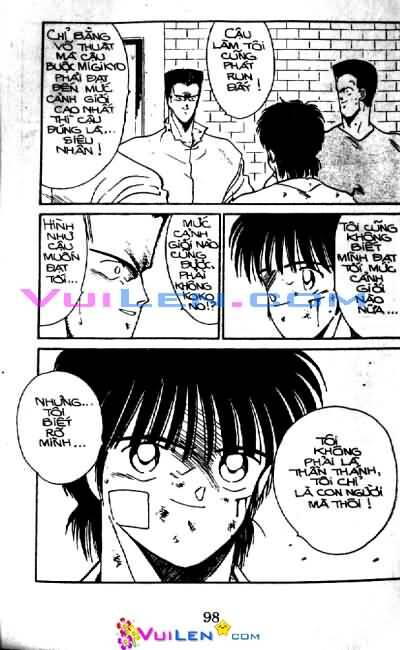 CHỈ BẰNG
VÕ THUẬT
MÀ CẬU
BUỘC MIGIKYO
PHẢI ĐẠT
ĐẾN MỨC
CẢNH GIỚI
CAO NHẤT
THÌ CẬU
ĐÚNG LÀ...
SIÊU
NHÂN!
CẬU
LÀM TÔI
CŨNG
PHÁT
RUN
ĐẤY!
HÌNH
NHƯ
CẬU
MUỐN
ĐẠT
TỚI...
MỨC
CẢNH
GIỚI NÀO
CŨNG
ĐƯỢC,
PHẢI
KHÔNG
KOKO
NO!?
TÔI CŨNG
KHÔNG
BIẾT
MÌNH ĐẠT
TỚI MỨC
CẢNH
GIỚI
NÀO
NỮA...
VUILEN.COM
NHƯNG...
TÔI
BIẾT
RÕ
MÌNH...
TÔI
KHÔNG
PHẢI LÀ
THẦN THÁNH,
TÔI CHỈ
LÀ CON NGƯỜI
MÀ THÔI!
98
VUILEN
.COM